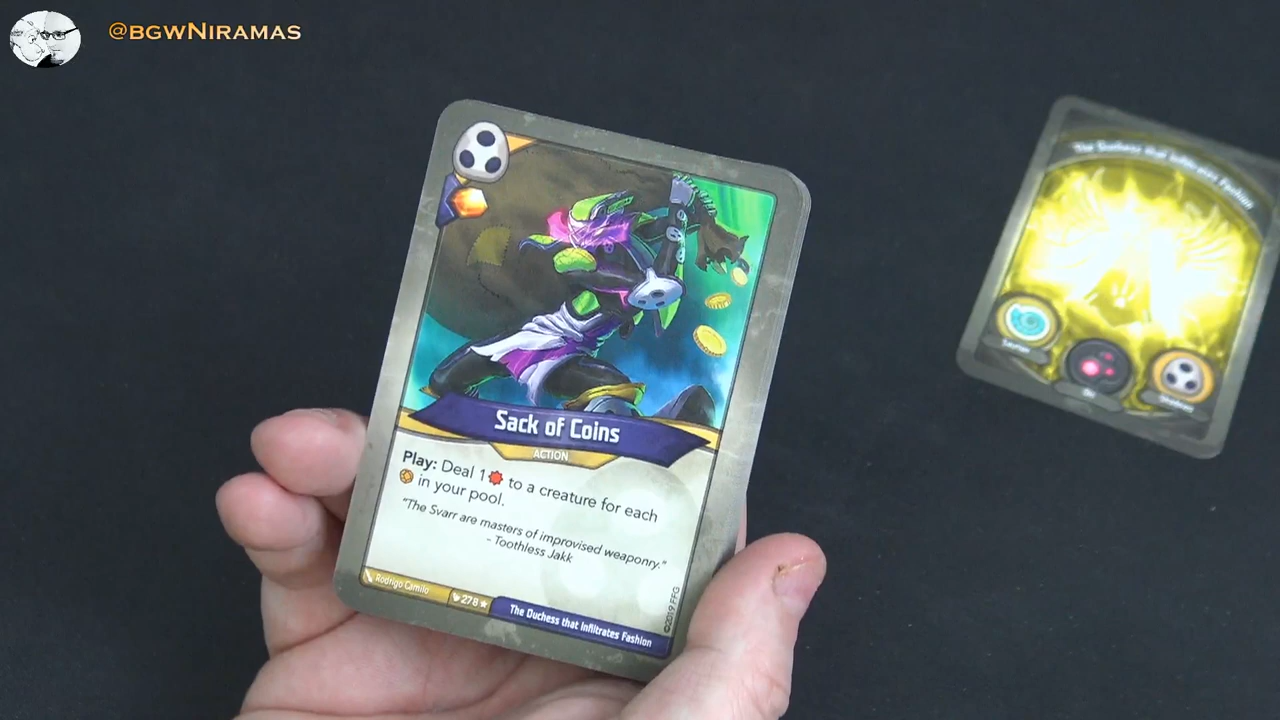 @BGWNIRAMAS
The Duchess that Infiltrates Fashion
Sack of Coins
ACTION
Play: Deal 1 to a creature for each
in your pool.
"The Svarr are masters of improvised weaponry."
- Toothless Jakk
Rodrigo Camilo
278
The Duchess that Infiltrates Fashion
©2019 FFG